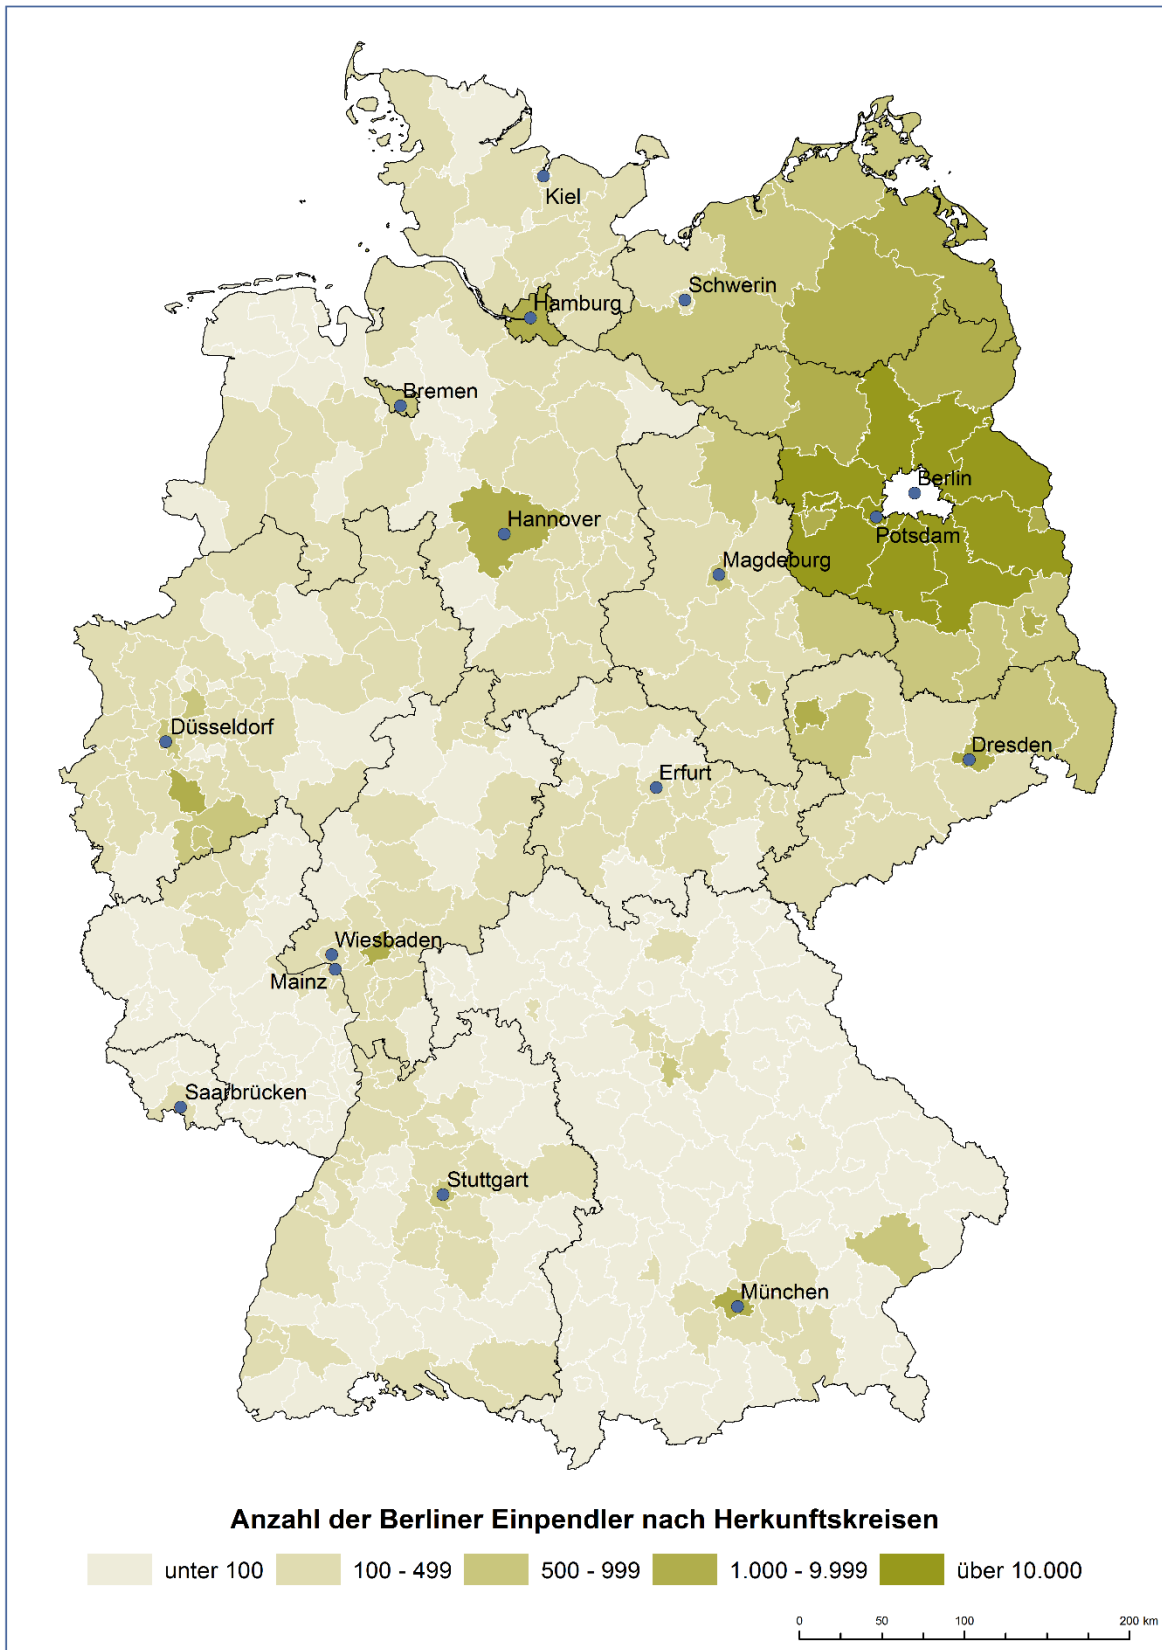 Kiel
Schwerin
Hamburg
Bremen
Berlin
Hannover
Potsdam
Magdeburg
Düsseldorf
Dresden
Erfurt
Wiesbaden
Mainz
Saarbrücken
Stuttgart
München
Anzahl der Berliner Einpendler nach Herkunftskreisen
unter 100 100 - 499 500 - 999 1.000 - 9.999 über 10.000
0 50 100 200 km